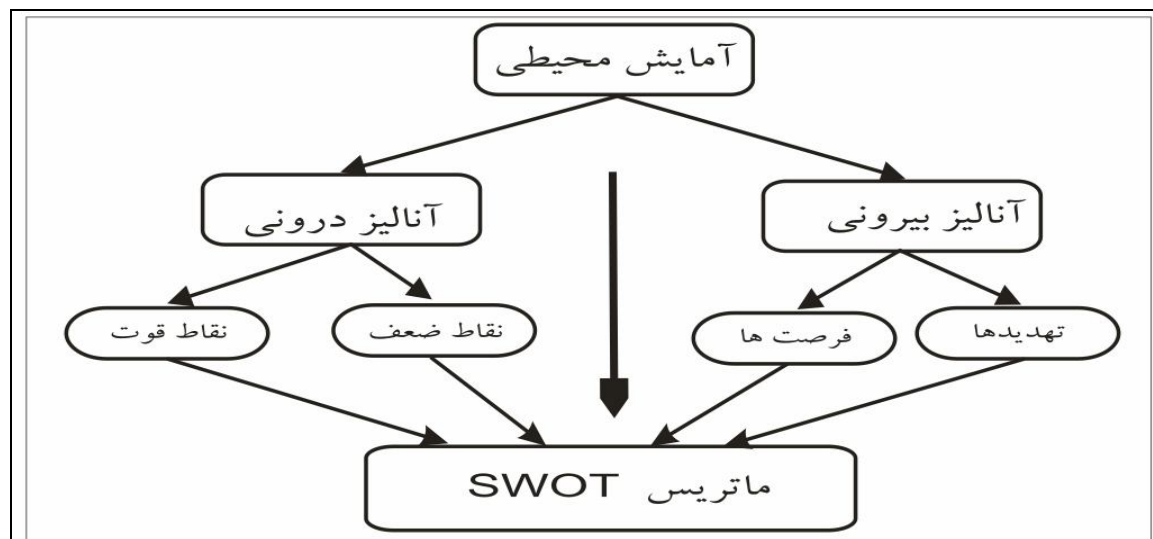 آمایش محیطی
آنالیز بیرونی
آنالیز درونی
تهدیدها
فرصت ها
نقاط ضعف
نقاط قوت
ماتریس SWOT